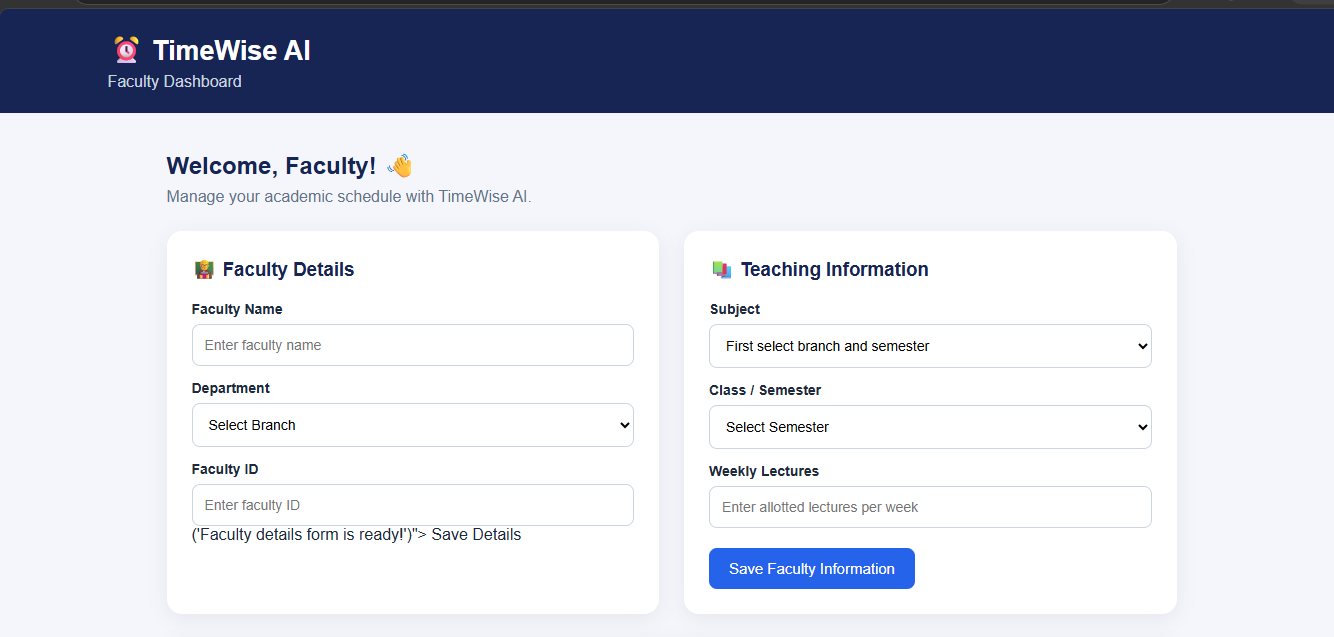 TimeWise AI
Faculty Dashboard
Welcome, Faculty!
Manage your academic schedule with TimeWise AI.
Faculty Details
Faculty Name
Enter faculty name
Department
Select Branch
Faculty ID
Enter faculty ID
('Faculty details form is ready!')"> Save Details
Teaching Information
Subject
First select branch and semester
Class / Semester
Select Semester
Weekly Lectures
Enter allotted lectures per week
Save Faculty Information